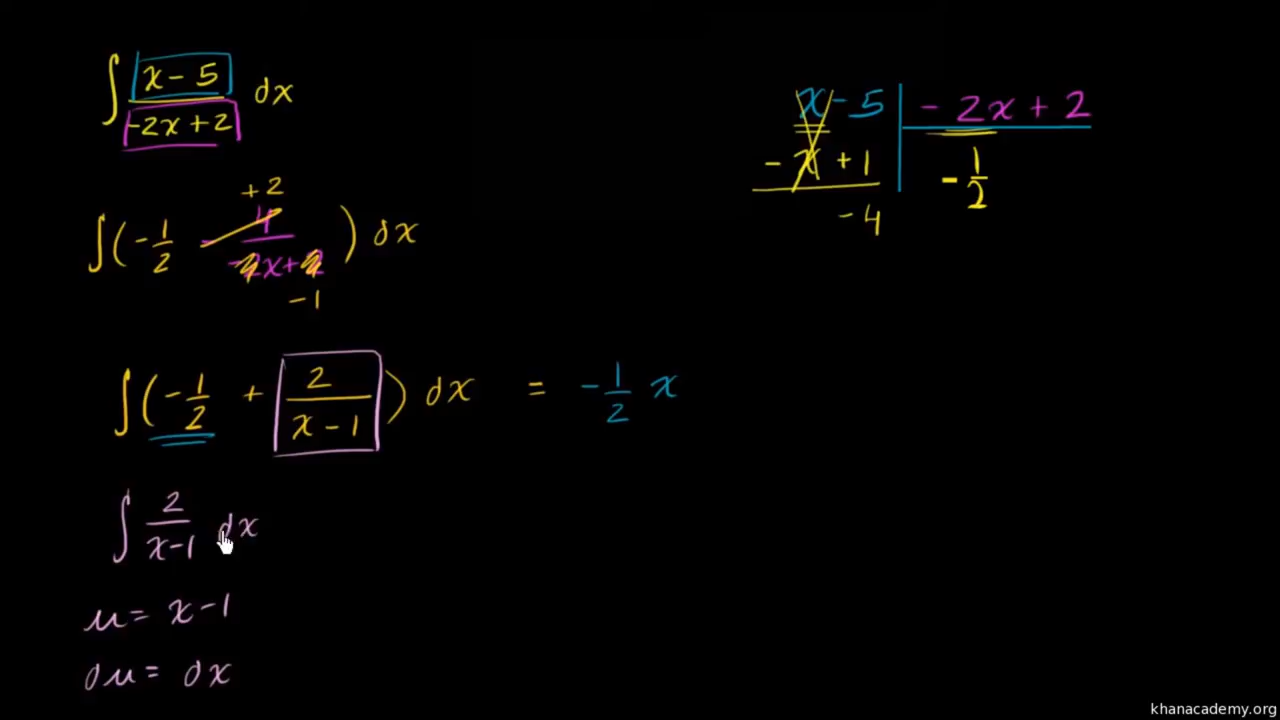 ∫ (x - 5)/(-2x + 2) dx
x - 5 | -2x + 2
- x + 1 | -1/2
-4
+2
∫(-1/2 - 4/(-2x+2)) dx
-1
∫(-1/2 + 2/(x-1)) dx = -1/2 x
∫ 2/(x-1) dx
u = x - 1
du = dx
khanacademy.org